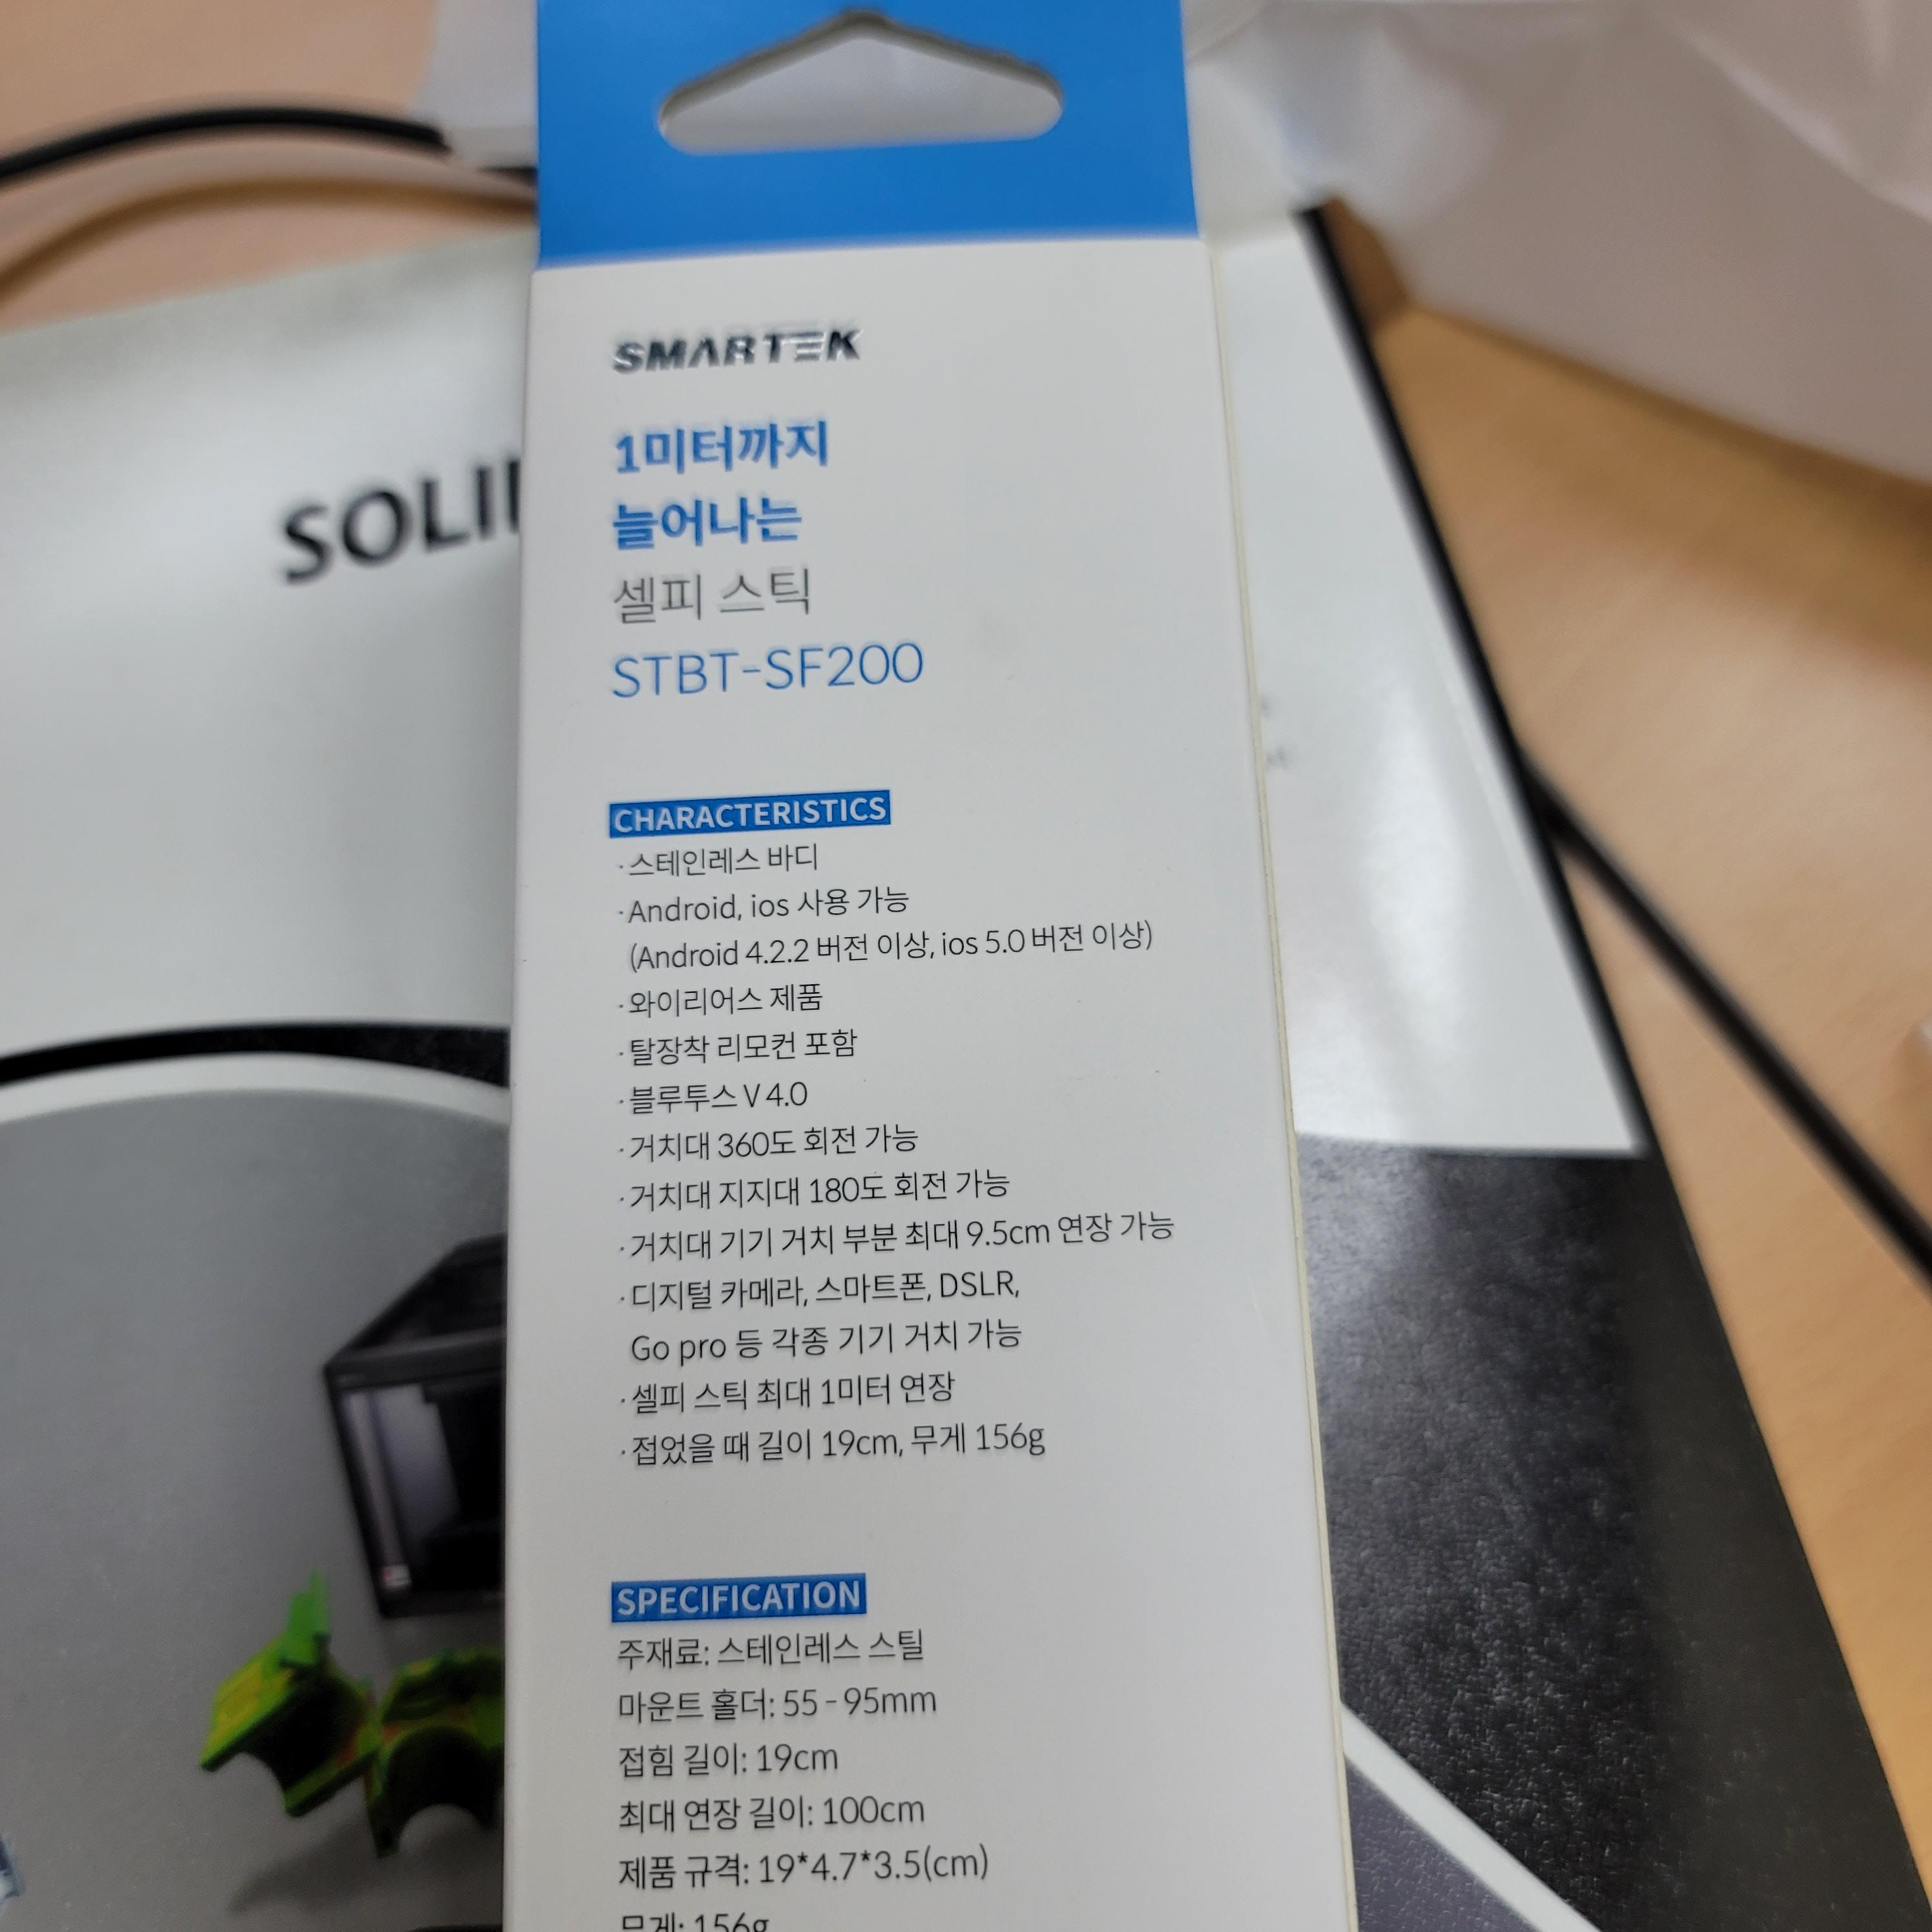 SMARTEK
1미터까지
늘어나는
셀피 스틱
STBT-SF200
SOLI
CHARACTERISTICS
·스테인레스 바디
·Android, ios 사용 가능
(Android 4.2.2 버전 이상, ios 5.0 버전 이상)
·와이리어스 제품
·탈장착 리모컨 포함
·블루투스 V 4.0
·거치대 360도 회전 가능
·거치대 지지대 180도 회전 가능
·거치대 기기 거치 부분 최대 9.5cm 연장 가능
·디지털 카메라, 스마트폰, DSLR,
Go pro 등 각종 기기 거치 가능
·셀피 스틱 최대 1미터 연장
·접었을 때 길이 19cm, 무게 156g
SPECIFICATION
주재료: 스테인레스 스틸
마운트 홀더: 55 - 95mm
접힘 길이: 19cm
최대 연장 길이: 100cm
제품 규격: 19*4.7*3.5(cm)
무게: 156g